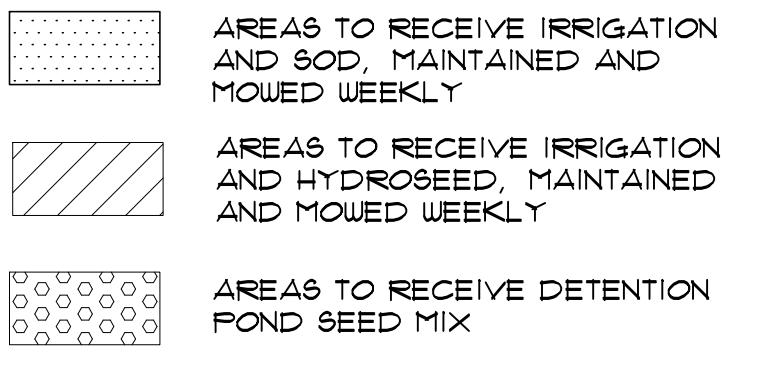 AREAS TO RECEIVE IRRIGATION
AND SOD, MAINTAINED AND
MOWED WEEKLY
AREAS TO RECEIVE IRRIGATION
AND HYDROSEED, MAINTAINED
AND MOWED WEEKLY
AREAS TO RECEIVE DETENTION
POND SEED MIX